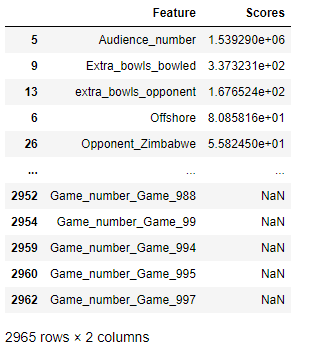 Feature Scores
5 Audience_number 1.539290e+06
9 Extra_bowls_bowled 3.373231e+02
13 extra_bowls_opponent 1.676524e+02
6 Offshore 8.085816e+01
26 Opponent_Zimbabwe 5.582450e+01
... ... ...
2952 Game_number_Game_988 NaN
2954 Game_number_Game_99 NaN
2959 Game_number_Game_994 NaN
2960 Game_number_Game_995 NaN
2962 Game_number_Game_997 NaN
2965 rows × 2 columns